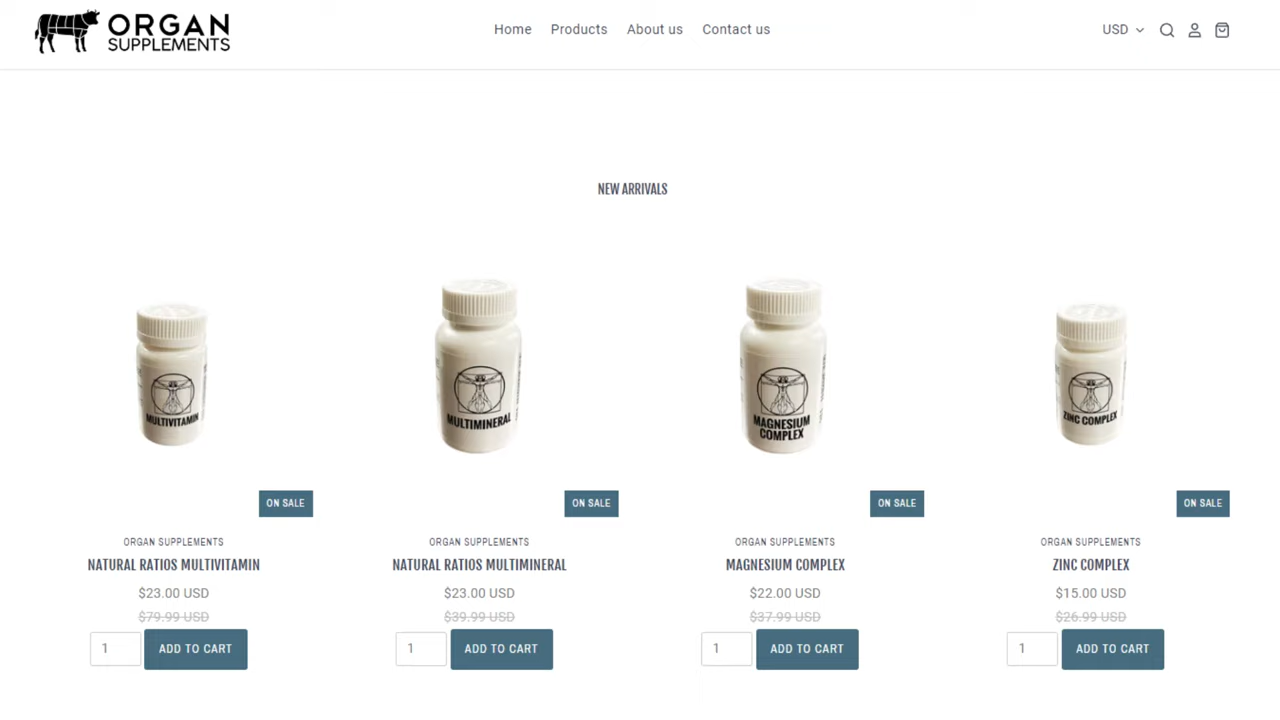 ORGAN
SUPPLEMENTS
Home Products About us Contact us
USD
NEW ARRIVALS
MULTIVITAMIN
MULTIMINERAL
MAGNESIUM
COMPLEX
ZINC COMPLEX
ON SALE ON SALE ON SALE ON SALE
ORGAN SUPPLEMENTS ORGAN SUPPLEMENTS ORGAN SUPPLEMENTS ORGAN SUPPLEMENTS
NATURAL RATIOS MULTIVITAMIN NATURAL RATIOS MULTIMINERAL MAGNESIUM COMPLEX ZINC COMPLEX
$23.00 USD $23.00 USD $22.00 USD $15.00 USD
$79.99 USD $39.99 USD $37.99 USD $26.99 USD
1 ADD TO CART 1 ADD TO CART 1 ADD TO CART 1 ADD TO CART